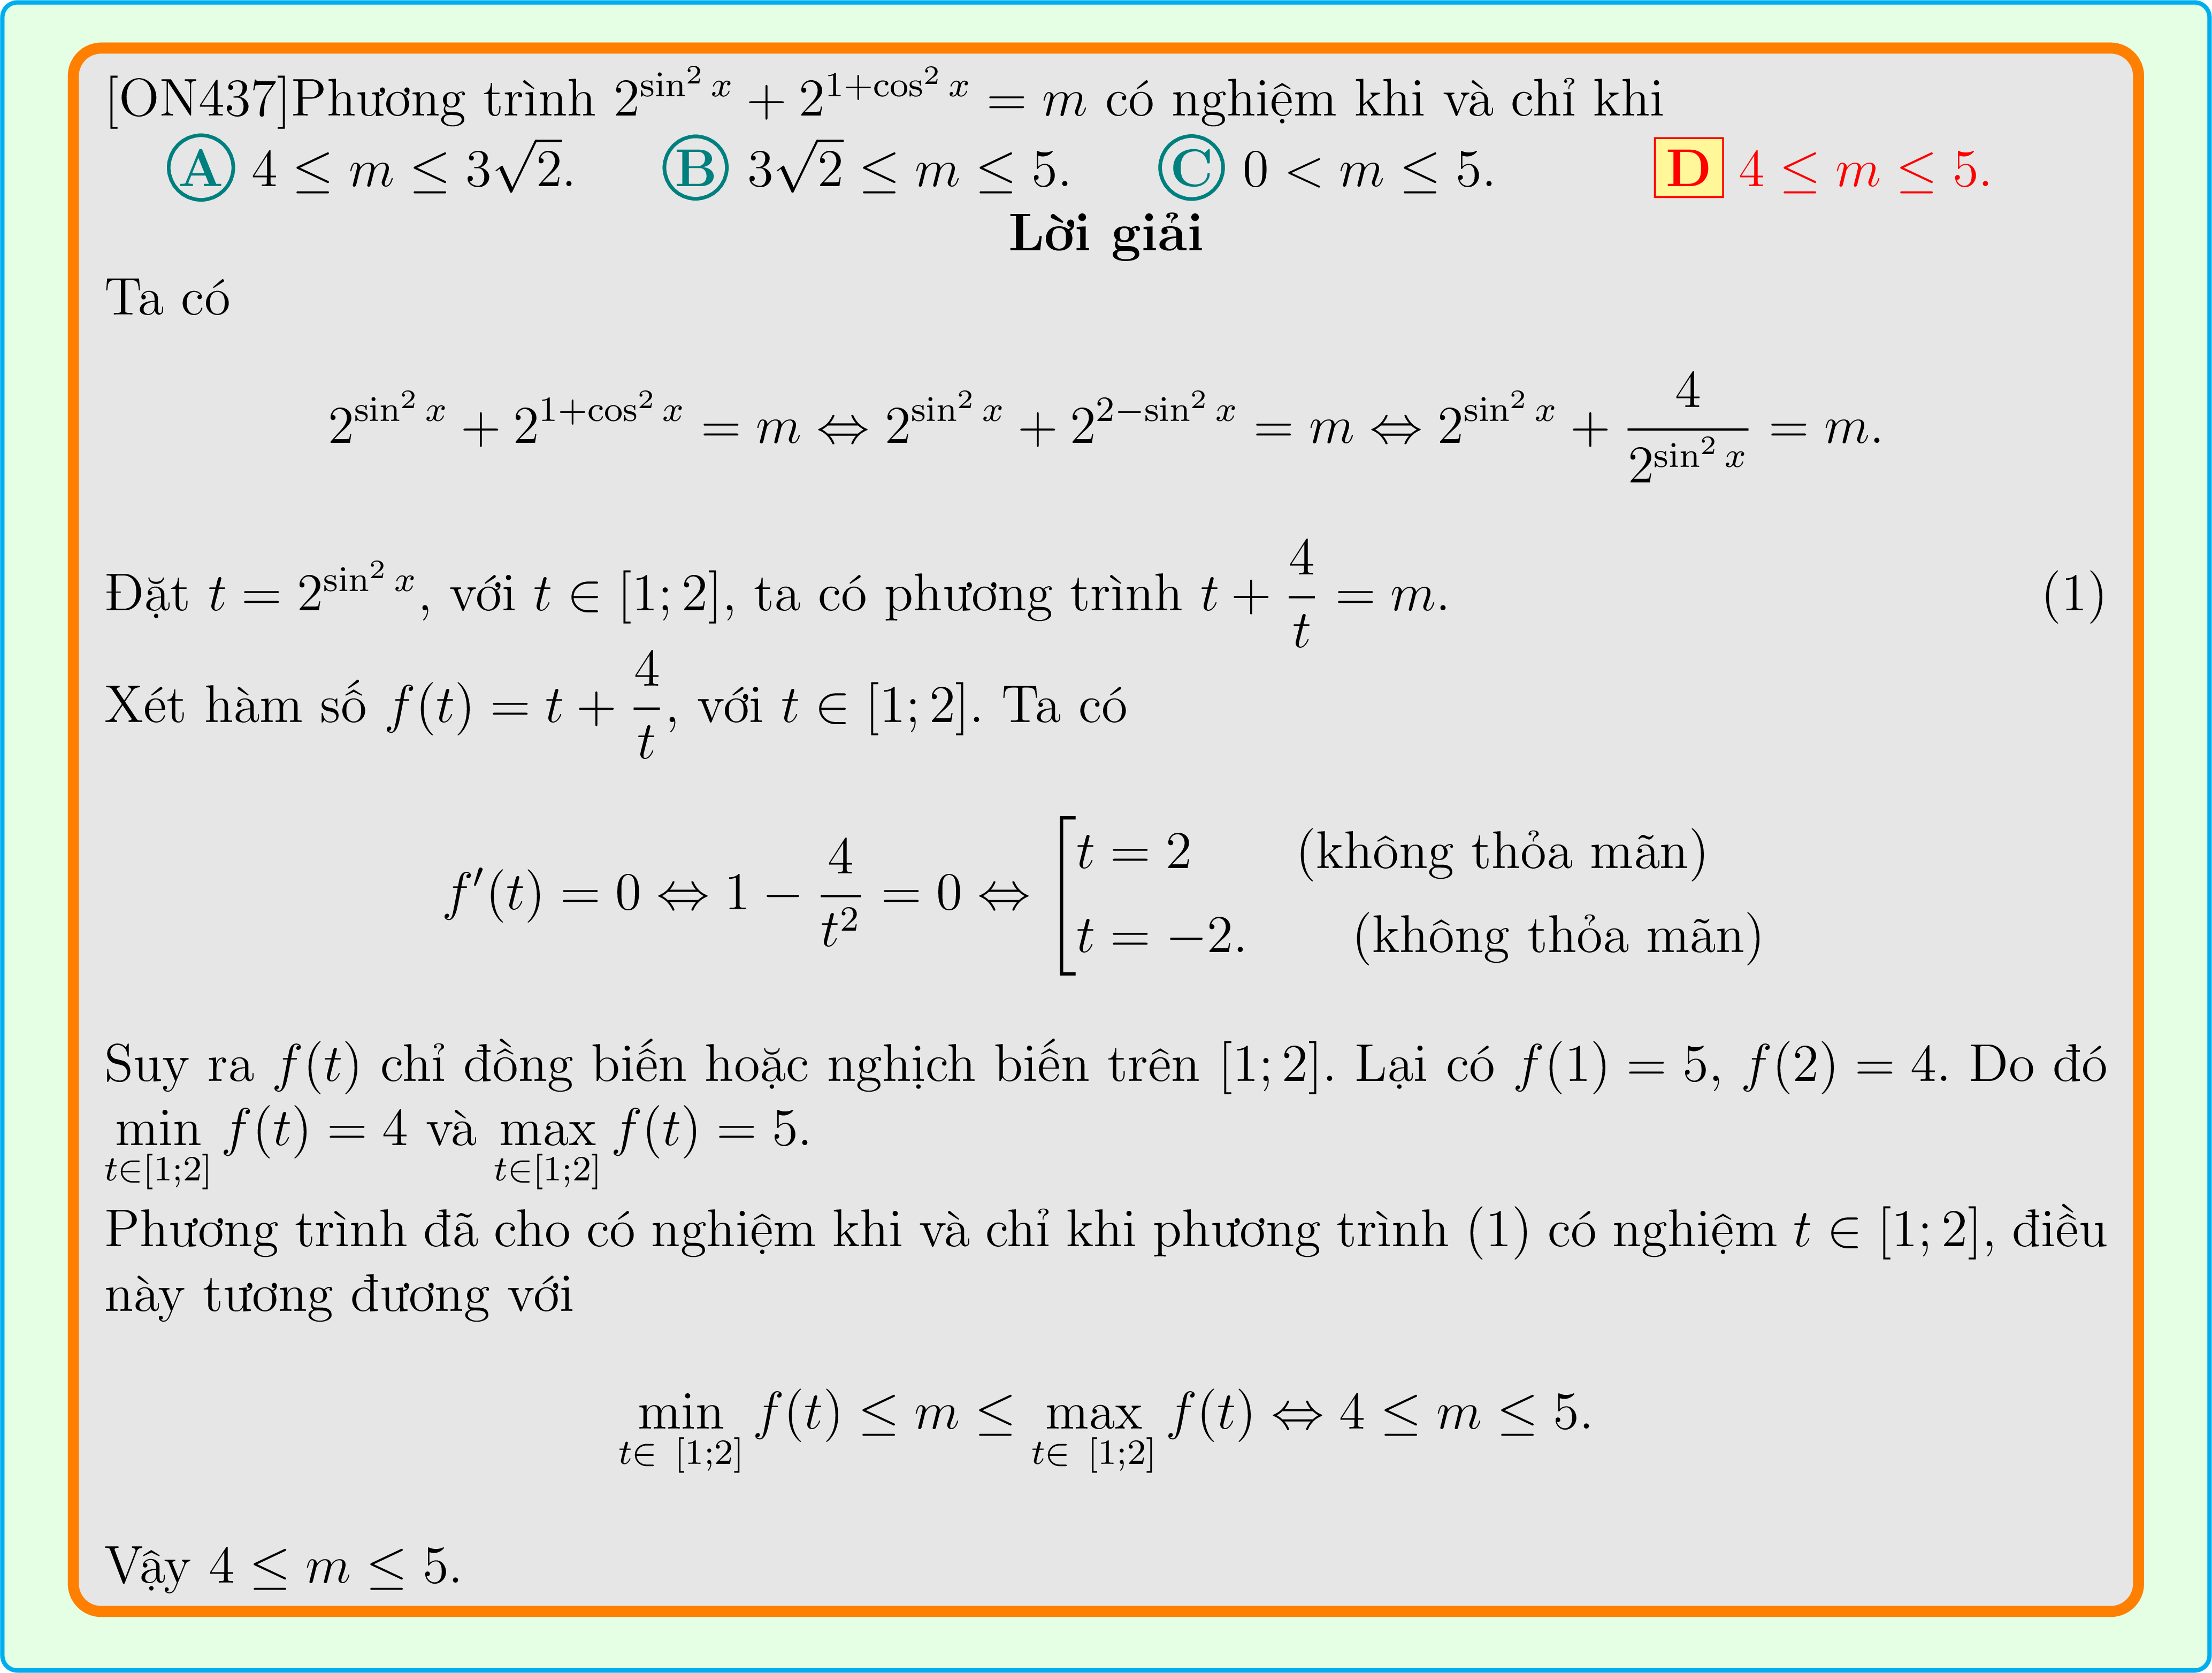 [ON437]Phương trình $2^{\sin^2 x} + 2^{1+\cos^2 x} = m$ có nghiệm khi và chỉ khi
A $4 \leq m \leq 3\sqrt{2}$. B $3\sqrt{2} \leq m \leq 5$. C $0 < m \leq 5$. D $4 \leq m \leq 5$.
Lời giải
Ta có
$2^{\sin^2 x} + 2^{1+\cos^2 x} = m \Leftrightarrow 2^{\sin^2 x} + 2^{2-\sin^2 x} = m \Leftrightarrow 2^{\sin^2 x} + \dfrac{4}{2^{\sin^2 x}} = m.$
Đặt $t = 2^{\sin^2 x}$, với $t \in [1; 2]$, ta có phương trình $t + \dfrac{4}{t} = m$. (1)
Xét hàm số $f(t) = t + \dfrac{4}{t}$, với $t \in [1; 2]$. Ta có
$f'(t) = 0 \Leftrightarrow 1 - \dfrac{4}{t^2} = 0 \Leftrightarrow \left[\begin{array}{l} t = 2 \quad \text{(không thỏa mãn)} \\ t = -2. \quad \text{(không thỏa mãn)} \end{array}\right.$
Suy ra $f(t)$ chỉ đồng biến hoặc nghịch biến trên $[1; 2]$. Lại có $f(1) = 5$, $f(2) = 4$. Do đó
$\min\limits_{t\in[1;2]} f(t) = 4$ và $\max\limits_{t\in[1;2]} f(t) = 5$.
Phương trình đã cho có nghiệm khi và chỉ khi phương trình (1) có nghiệm $t \in [1; 2]$, điều
này tương đương với
$\min\limits_{t\in\ [1;2]} f(t) \leq m \leq \max\limits_{t\in\ [1;2]} f(t) \Leftrightarrow 4 \leq m \leq 5.$
Vậy $4 \leq m \leq 5$.